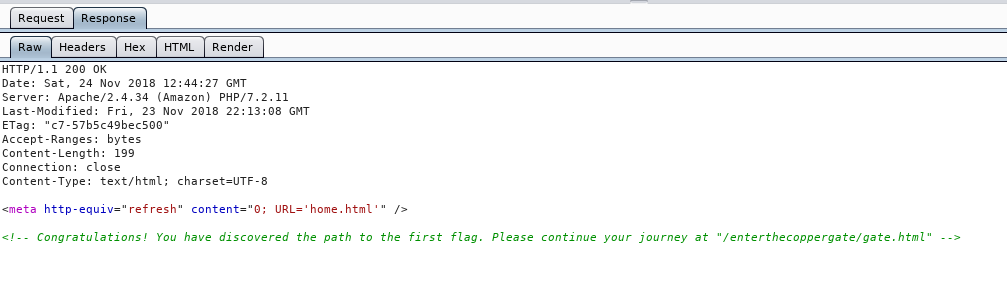 Request Response
Raw Headers Hex HTML Render
HTTP/1.1 200 OK
Date: Sat, 24 Nov 2018 12:44:27 GMT
Server: Apache/2.4.34 (Amazon) PHP/7.2.11
Last-Modified: Fri, 23 Nov 2018 22:13:08 GMT
ETag: "c7-57b5c49bec500"
Accept-Ranges: bytes
Content-Length: 199
Connection: close
Content-Type: text/html; charset=UTF-8
<meta http-equiv="refresh" content="0; URL='home.html'" />
<!-- Congratulations! You have discovered the path to the first flag. Please continue your journey at "/enterthecoppergate/gate.html" -->